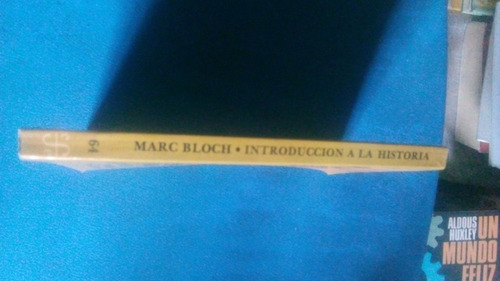 64
MARC BLOCH • INTRODUCCION A LA HISTORIA
ALDOUS
HUXLEY
UN
MUNDO
FELIZ